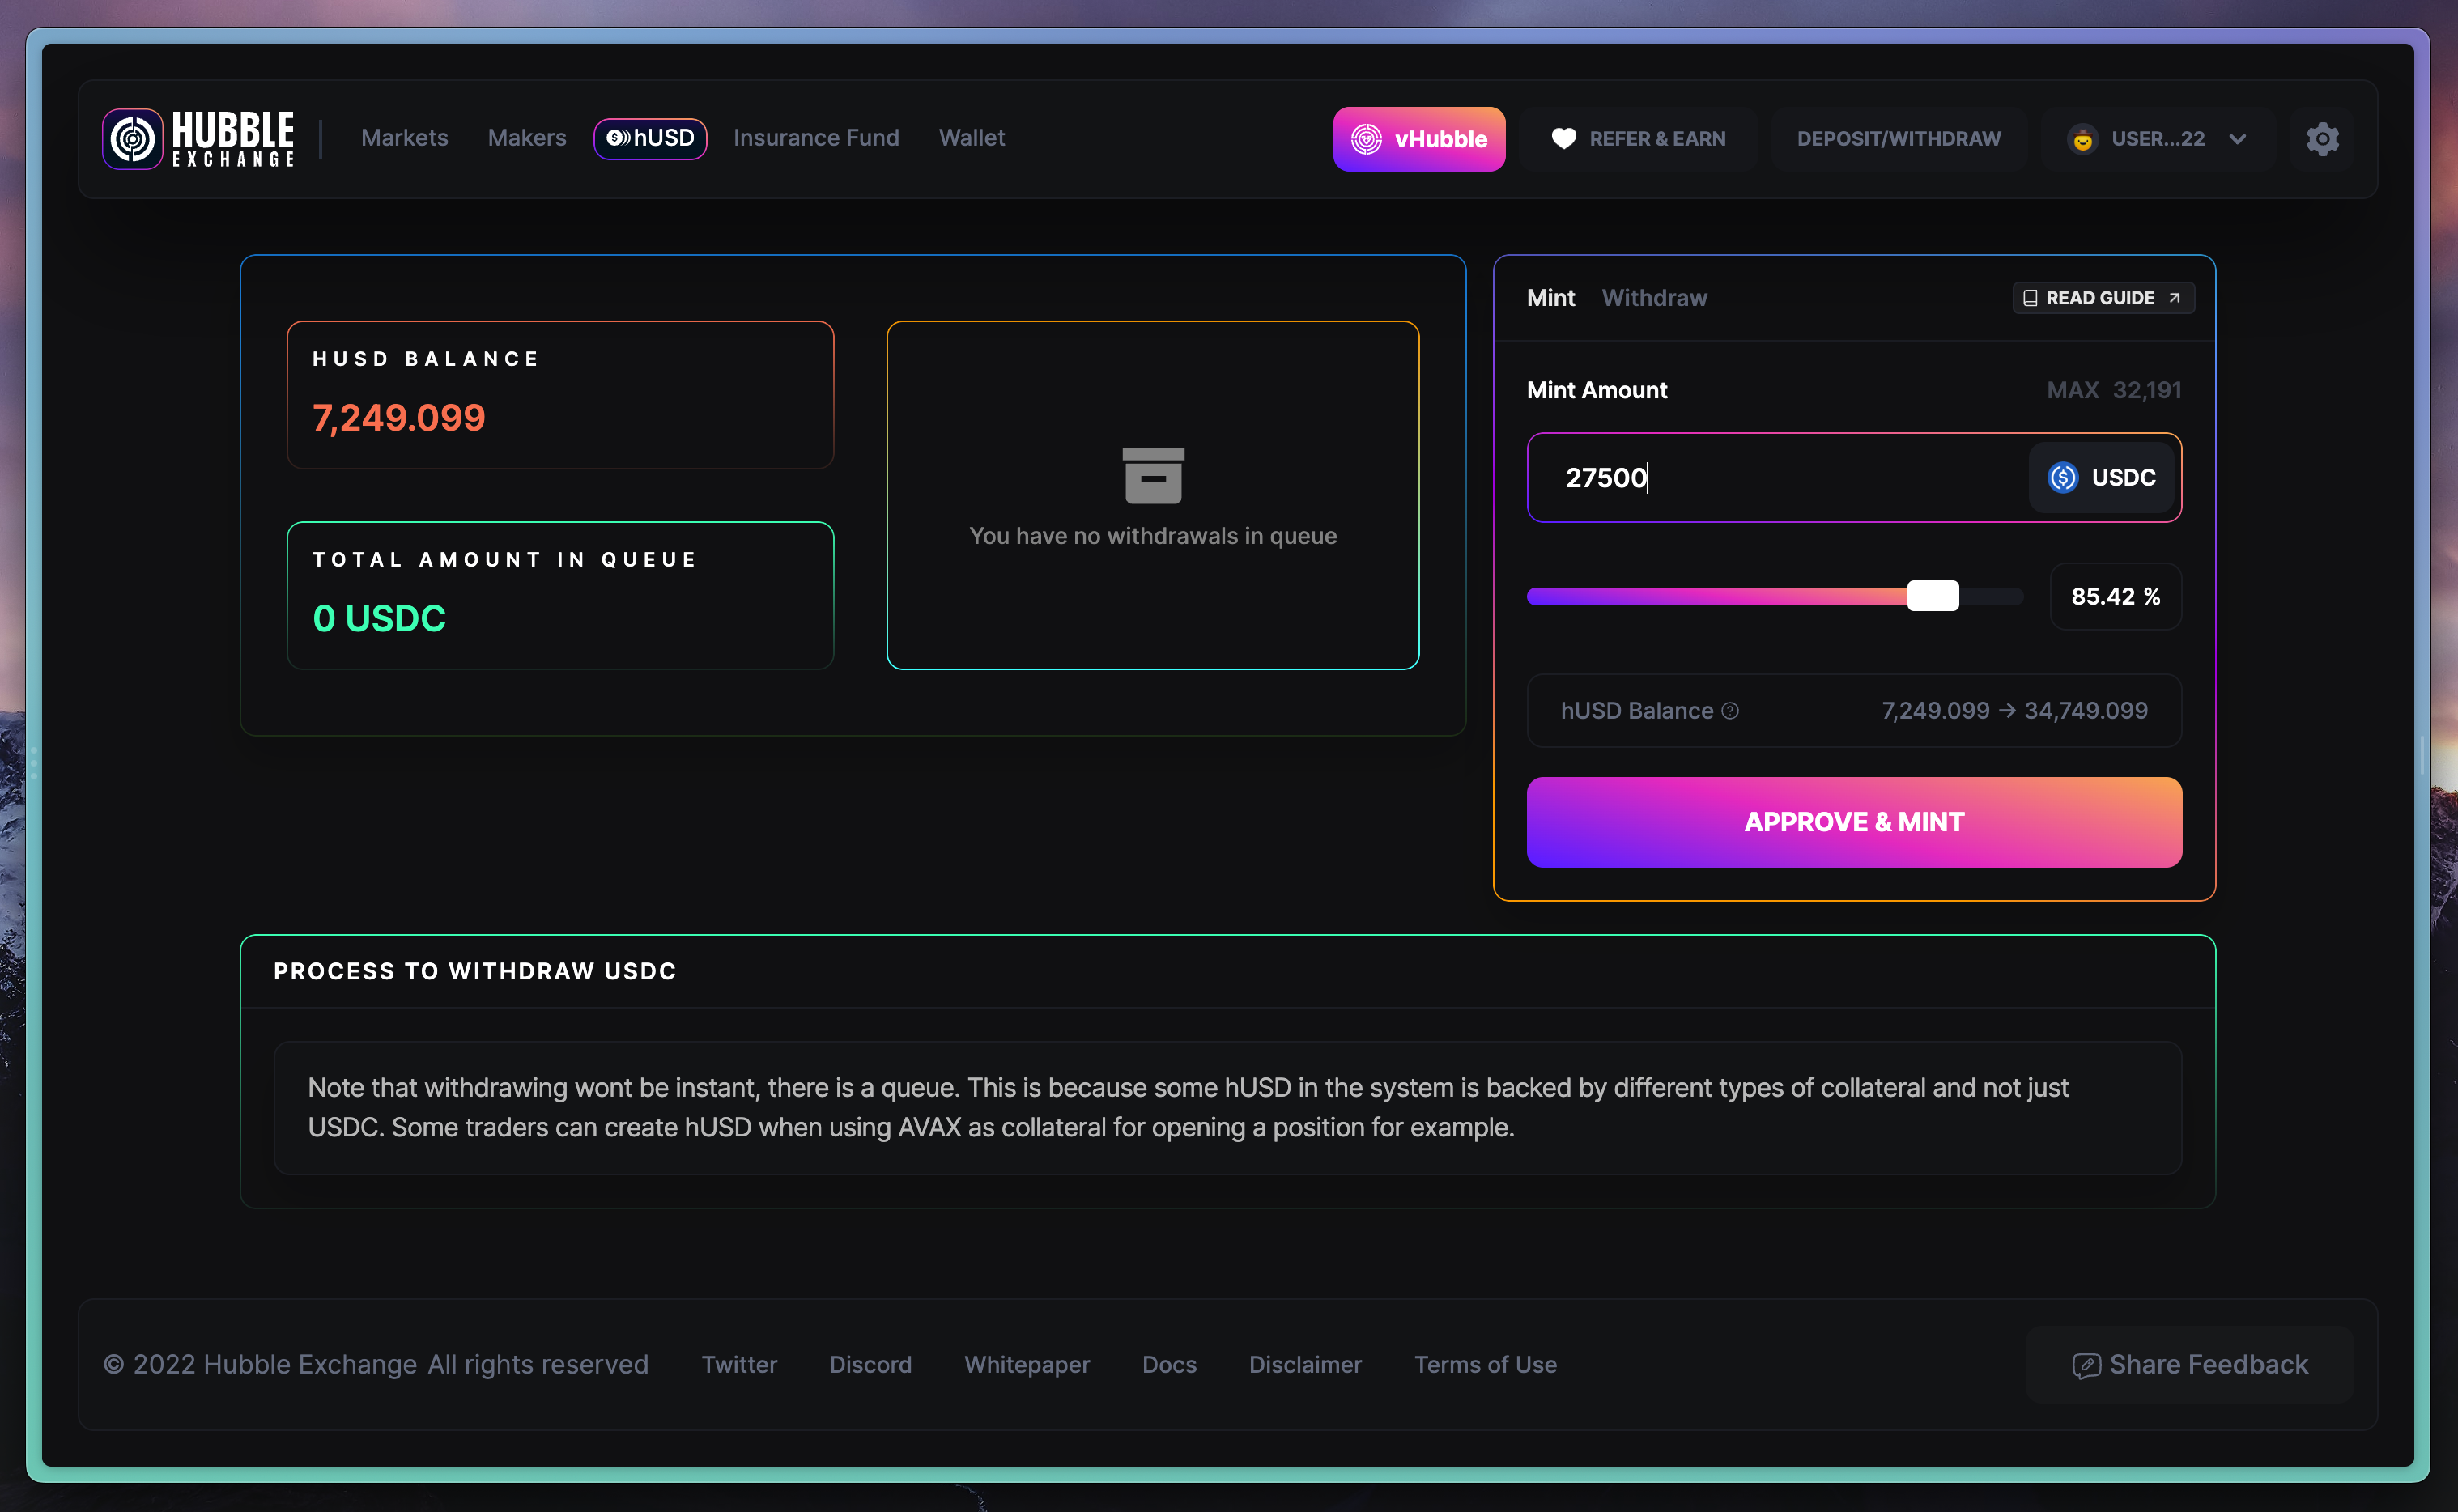 HUBBLE
EXCHANGE
Markets
Makers
hUSD
Insurance Fund
Wallet
vHubble
REFER & EARN
DEPOSIT/WITHDRAW
USER...22
HUSD BALANCE
7,249.099
TOTAL AMOUNT IN QUEUE
0 USDC
You have no withdrawals in queue
Mint
Withdraw
READ GUIDE
Mint Amount
MAX 32,191
27500
USDC
85.42 %
hUSD Balance
7,249.099 → 34,749.099
APPROVE & MINT
PROCESS TO WITHDRAW USDC
Note that withdrawing wont be instant, there is a queue. This is because some hUSD in the system is backed by different types of collateral and not just
USDC. Some traders can create hUSD when using AVAX as collateral for opening a position for example.
© 2022 Hubble Exchange All rights reserved
Twitter
Discord
Whitepaper
Docs
Disclaimer
Terms of Use
Share Feedback